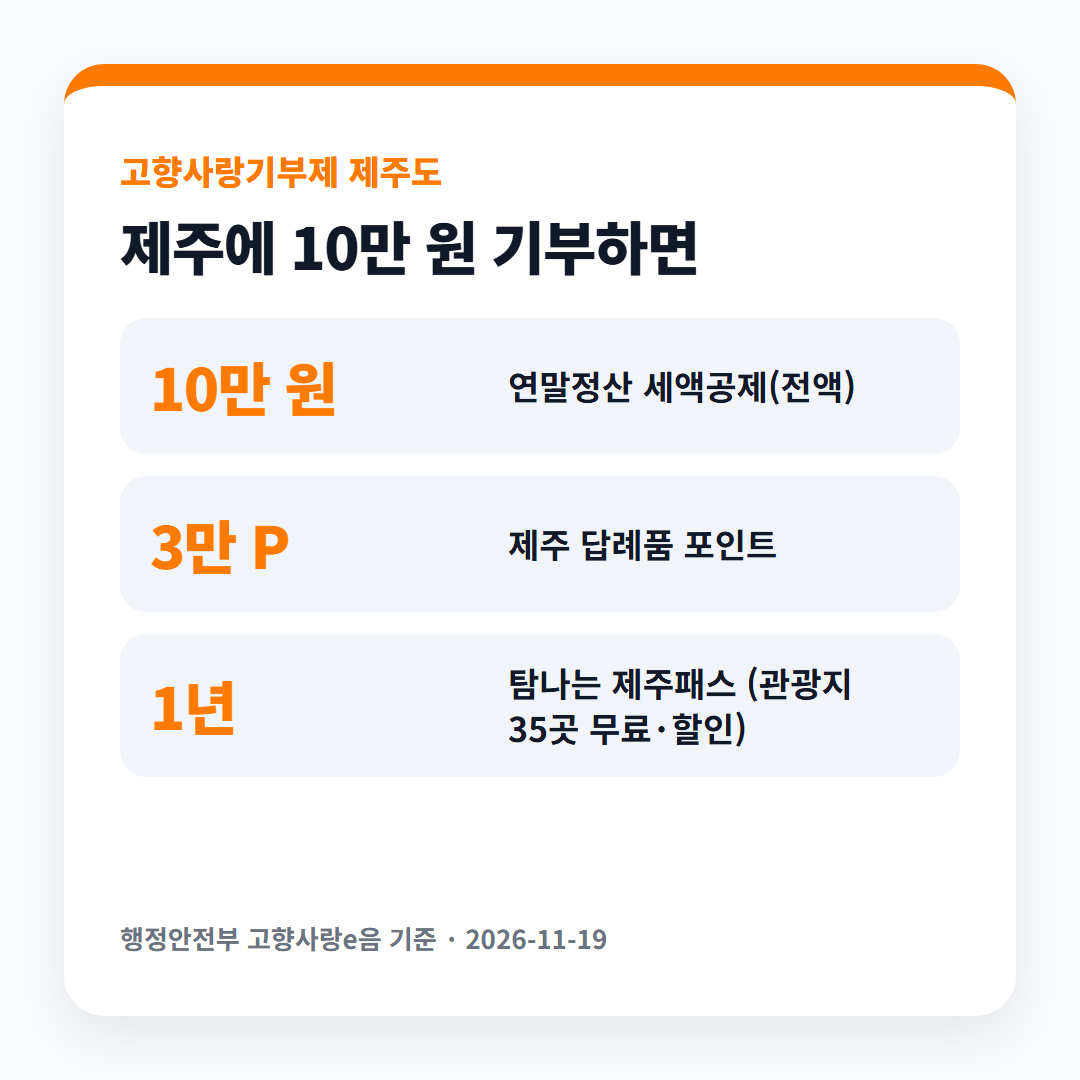 고향사랑기부제 제주도
제주에 10만 원 기부하면
10만 원
연말정산 세액공제(전액)
3만 P
제주 답례품 포인트
1년
탐나는 제주패스 (관광지
35곳 무료·할인)
행정안전부 고향사랑e음 기준 · 2026-11-19